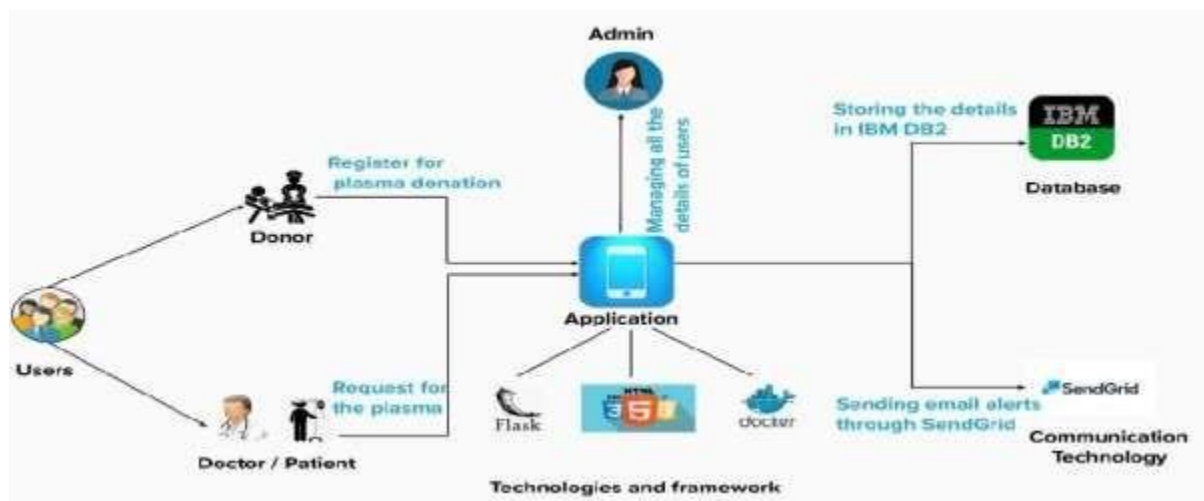 Admin
Storing the details
in IBM DB2
IBM
DB2
Database
Managing all the
details of users
Register for
plasma donation
Donor
Application
Users
Request for
the plasma
Doctor / Patient
Flask
HTML
3 5
docker
Sending email alerts
through SendGrid
SendGrid
Communication
Technology
Technologies and framework